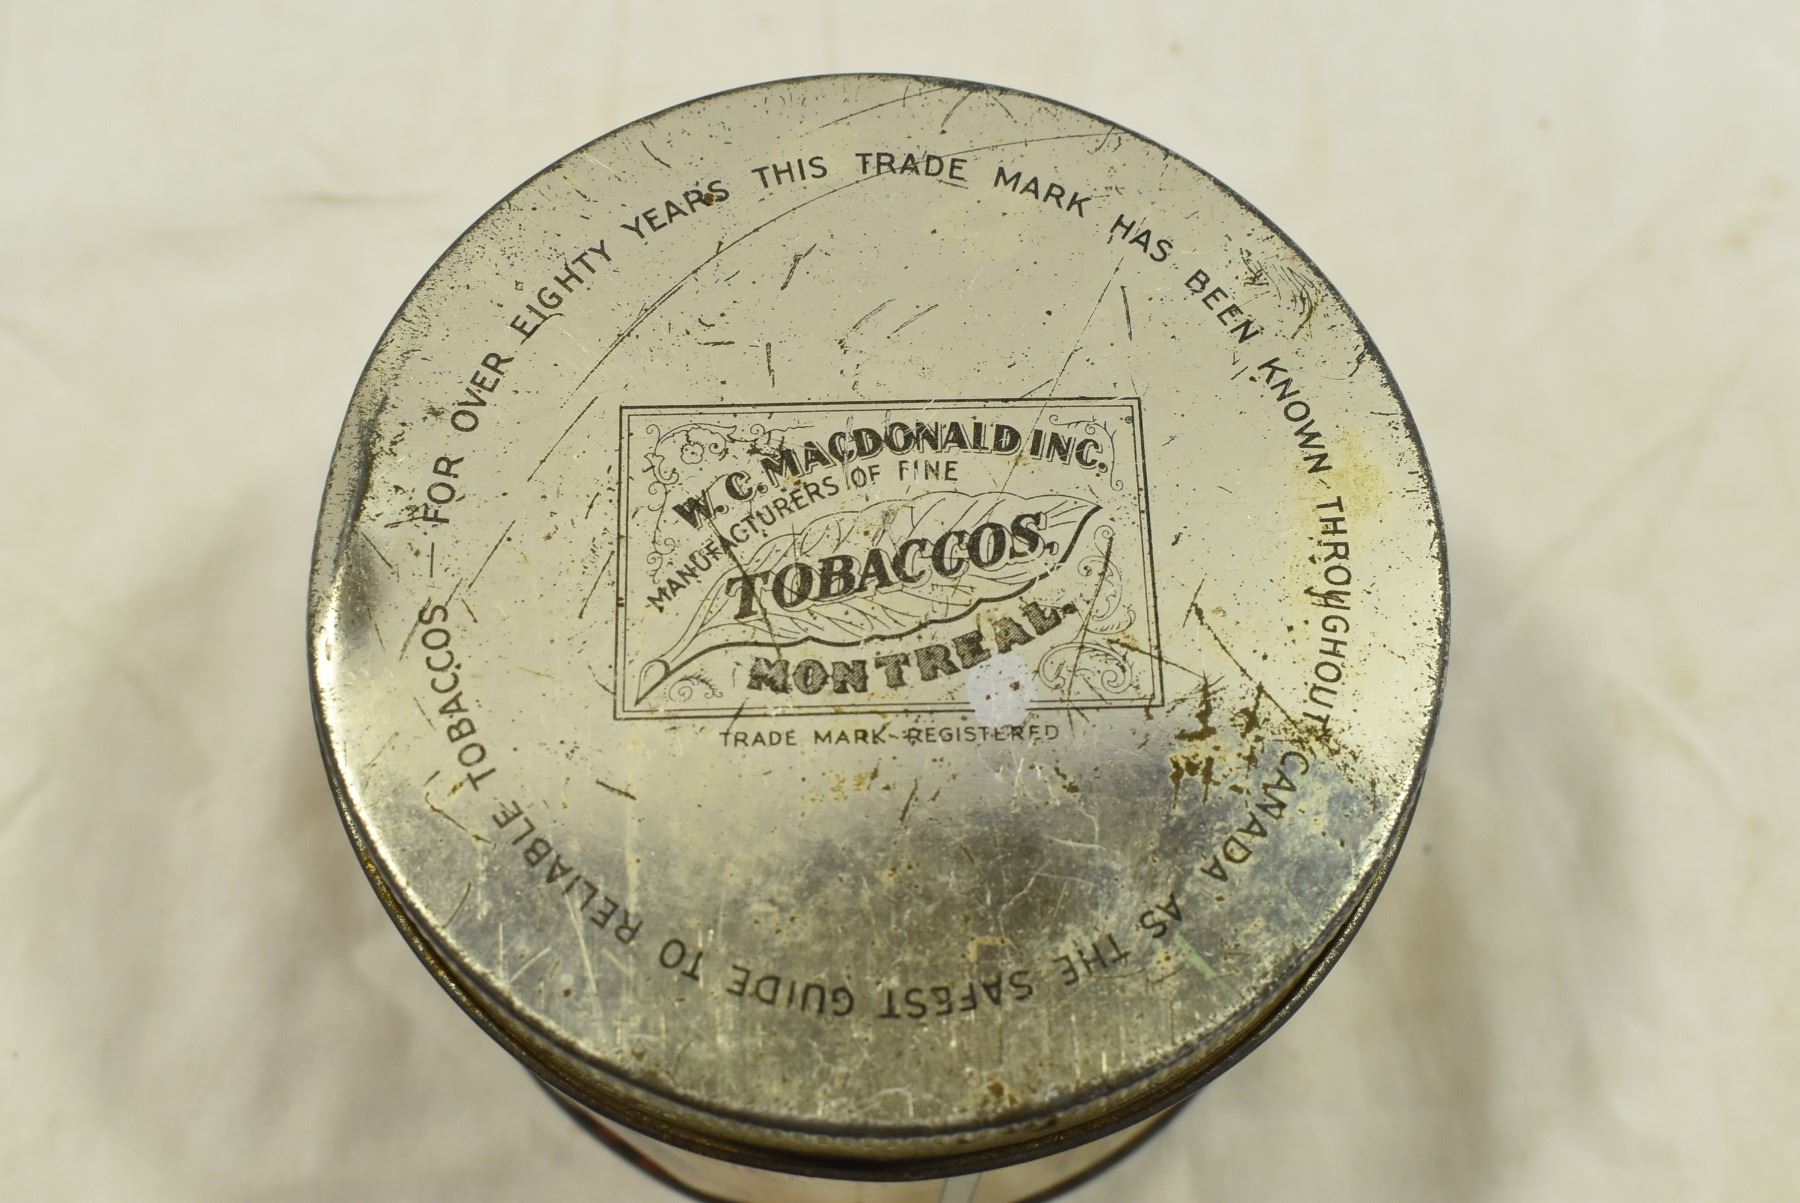 FOR OVER EIGHTY YEARS THIS TRADE MARK HAS BEEN KNOWN THROUGHOUT CANADA AS THE SAFEST GUIDE TO RELIABLE TOBACCOS —
W. C. MACDONALD INC.
MANUFACTURERS OF FINE
TOBACCOS.
MONTREAL.
TRADE MARK-REGISTERED